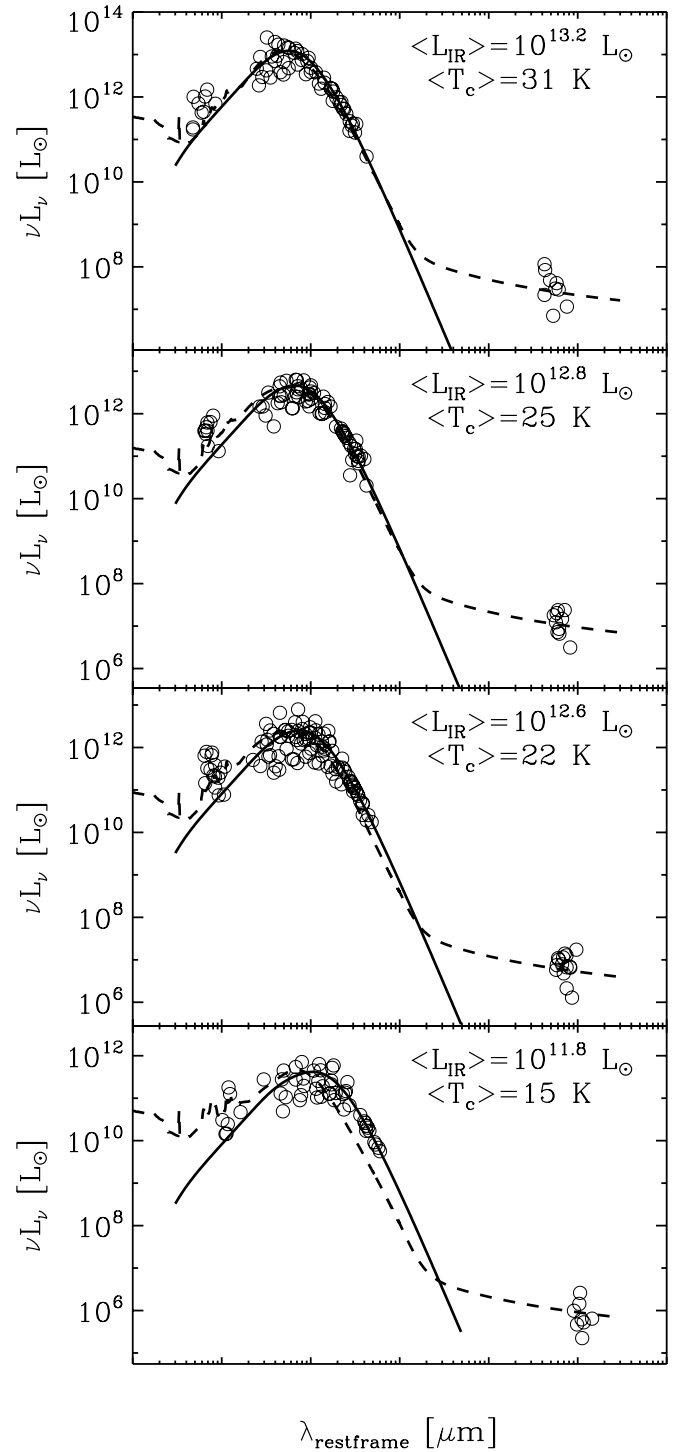 10^14
10^12
10^10
10^8
νL_ν [L_⊙]
<L_IR>=10^13.2 L_⊙
<T_c>=31 K
10^12
10^10
10^8
10^6
νL_ν [L_⊙]
<L_IR>=10^12.8 L_⊙
<T_c>=25 K
10^12
10^10
10^8
10^6
νL_ν [L_⊙]
<L_IR>=10^12.6 L_⊙
<T_c>=22 K
10^12
10^10
10^8
10^6
νL_ν [L_⊙]
<L_IR>=10^11.8 L_⊙
<T_c>=15 K
λ_restframe [μm]